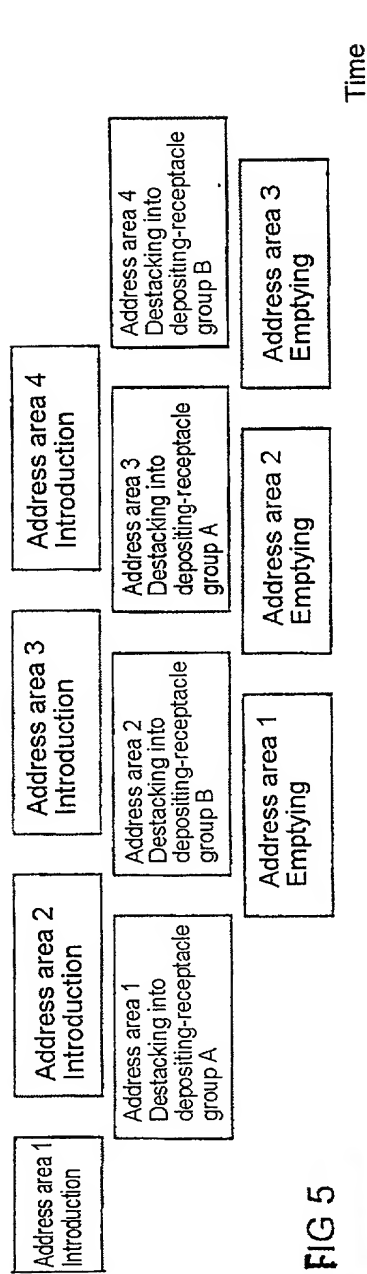 Address area 1
Introduction
Address area 2
Introduction
Address area 3
Introduction
Address area 4
Introduction
Address area 1
Destacking into
depositing-receptacle
group A
Address area 2
Destacking into
depositing-receptacle
group B
Address area 3
Destacking into
depositing-receptacle
group A
Address area 4
Destacking into
depositing-receptacle
group B
Address area 1
Emptying
Address area 2
Emptying
Address area 3
Emptying
Time
FIG 5